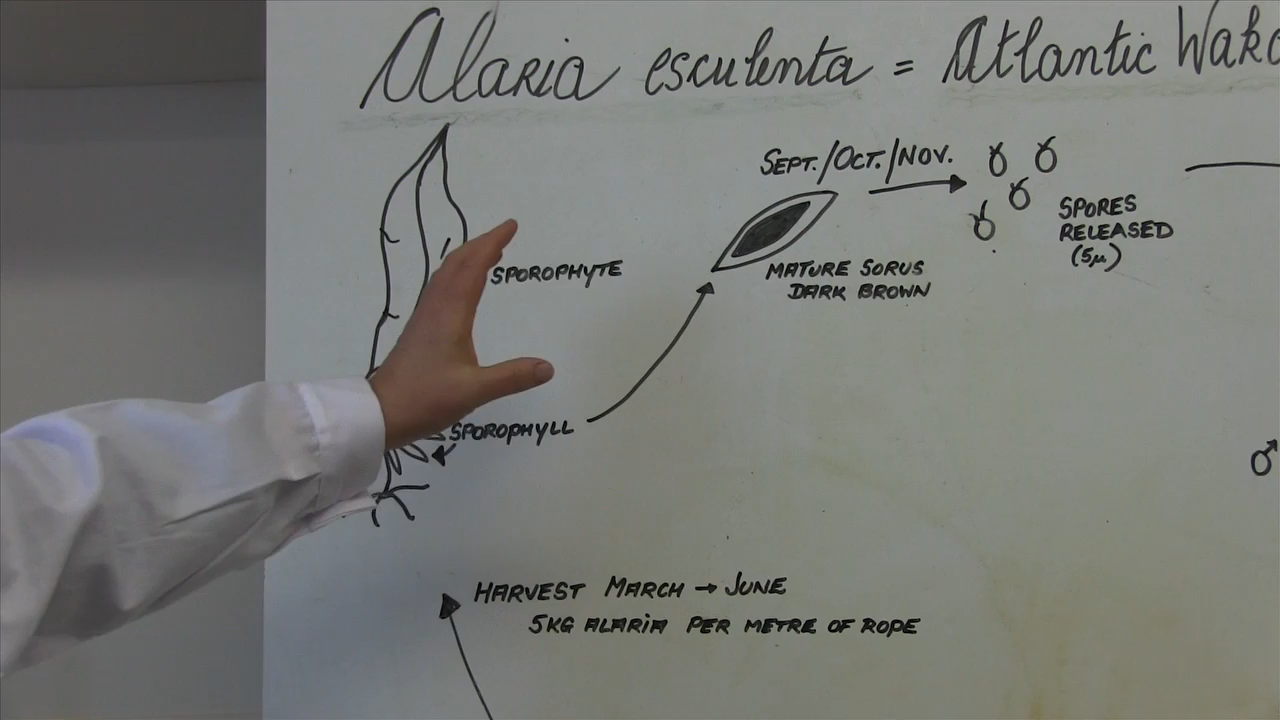 Alaria esculenta = Atlantic
SEPT./OCT./NOV.
SPORES
RELEASED
(5μ)
SPOROPHYTE
MATURE SORUS
DARK BROWN
SPOROPHYLL
♂
HARVEST MARCH → JUNE
5KG ALARIA PER METRE OF ROPE